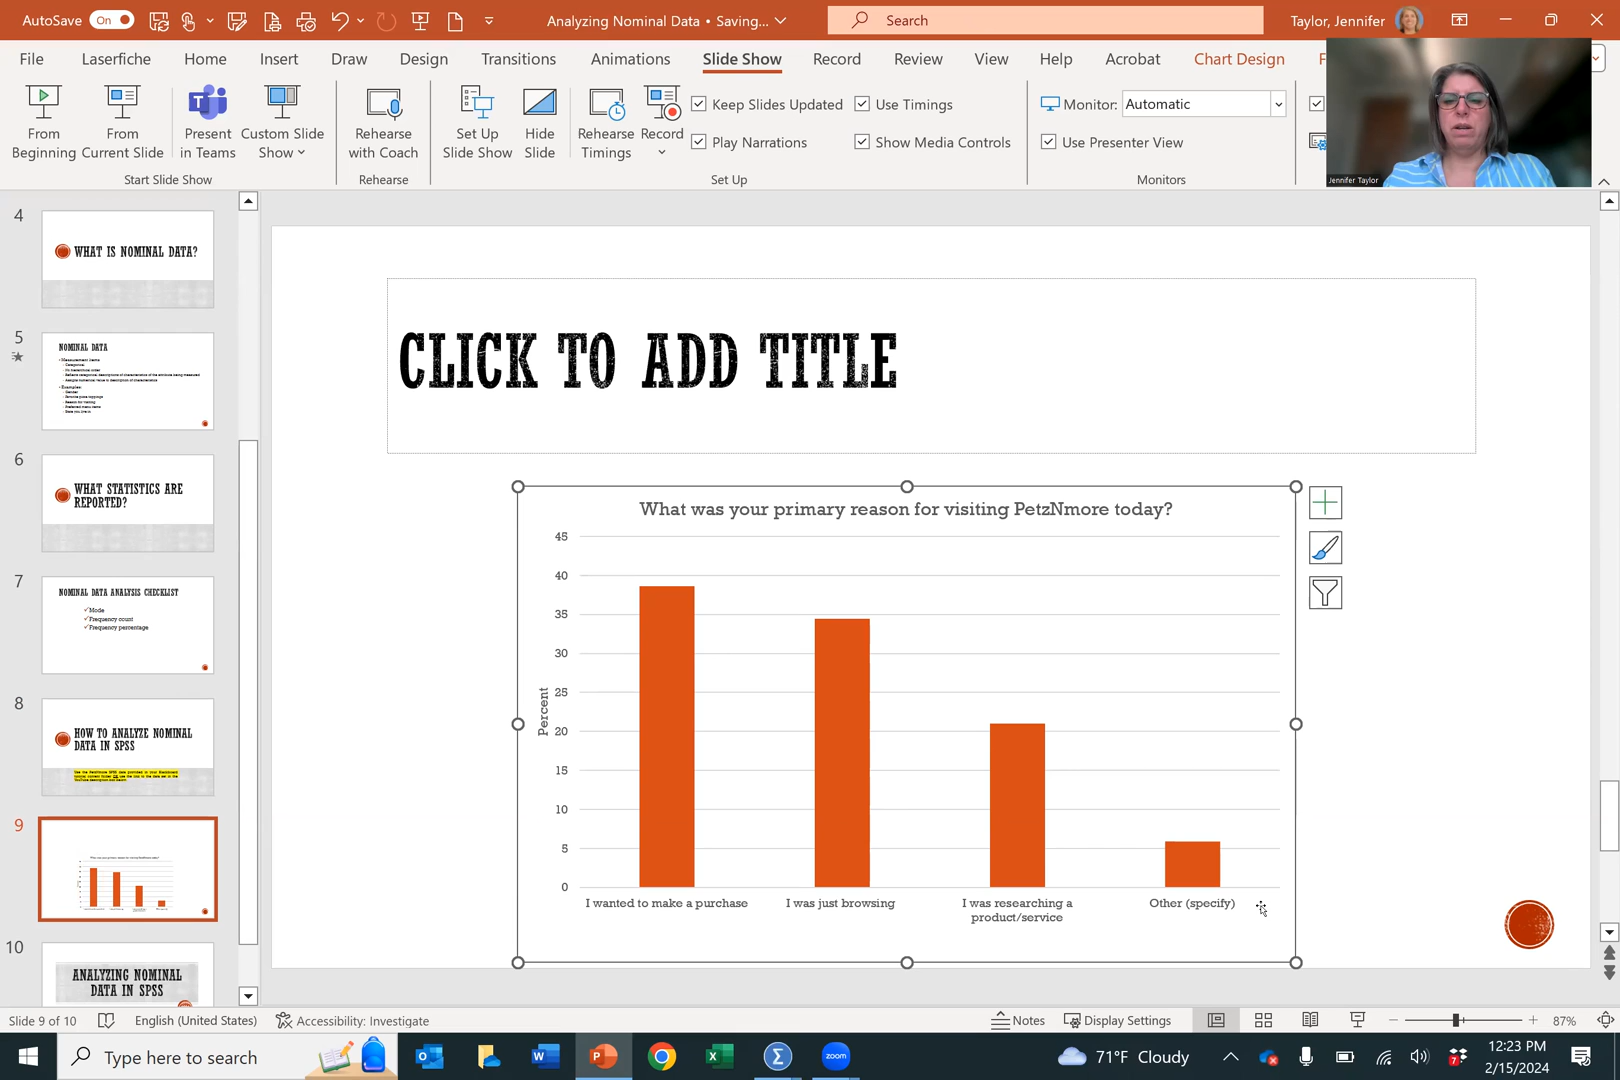 AutoSave On
Analyzing Nominal Data • Saving...
Search
Taylor, Jennifer
File Laserfiche Home Insert Draw Design Transitions Animations Slide Show Record Review View Help Acrobat Chart Design F
From Beginning
From Current Slide
Present in Teams
Custom Slide Show
Start Slide Show
Rehearse with Coach
Rehearse
Set Up Slide Show
Hide Slide
Rehearse Timings
Record
Keep Slides Updated
Play Narrations
Use Timings
Show Media Controls
Set Up
Monitor: Automatic
Use Presenter View
Monitors
Jennifer Taylor
4
WHAT IS NOMINAL DATA?
5
NOMINAL DATA
6
WHAT STATISTICS ARE
REPORTED?
7
NOMINAL DATA ANALYSIS CHECKLIST
Mode
Frequency count
Frequency percentage
8
HOW TO ANALYZE NOMINAL
DATA IN SPSS
9
10
ANALYZING NOMINAL
DATA IN SPSS
CLICK TO ADD TITLE
What was your primary reason for visiting PetzNmore today?
45
40
35
30
25
20
15
10
5
0
Percent
I wanted to make a purchase
I was just browsing
I was researching a
product/service
Other (specify)
Slide 9 of 10
English (United States)
Accessibility: Investigate
Notes
Display Settings
87%
Type here to search
zoom
71°F Cloudy
7
12:23 PM
2/15/2024